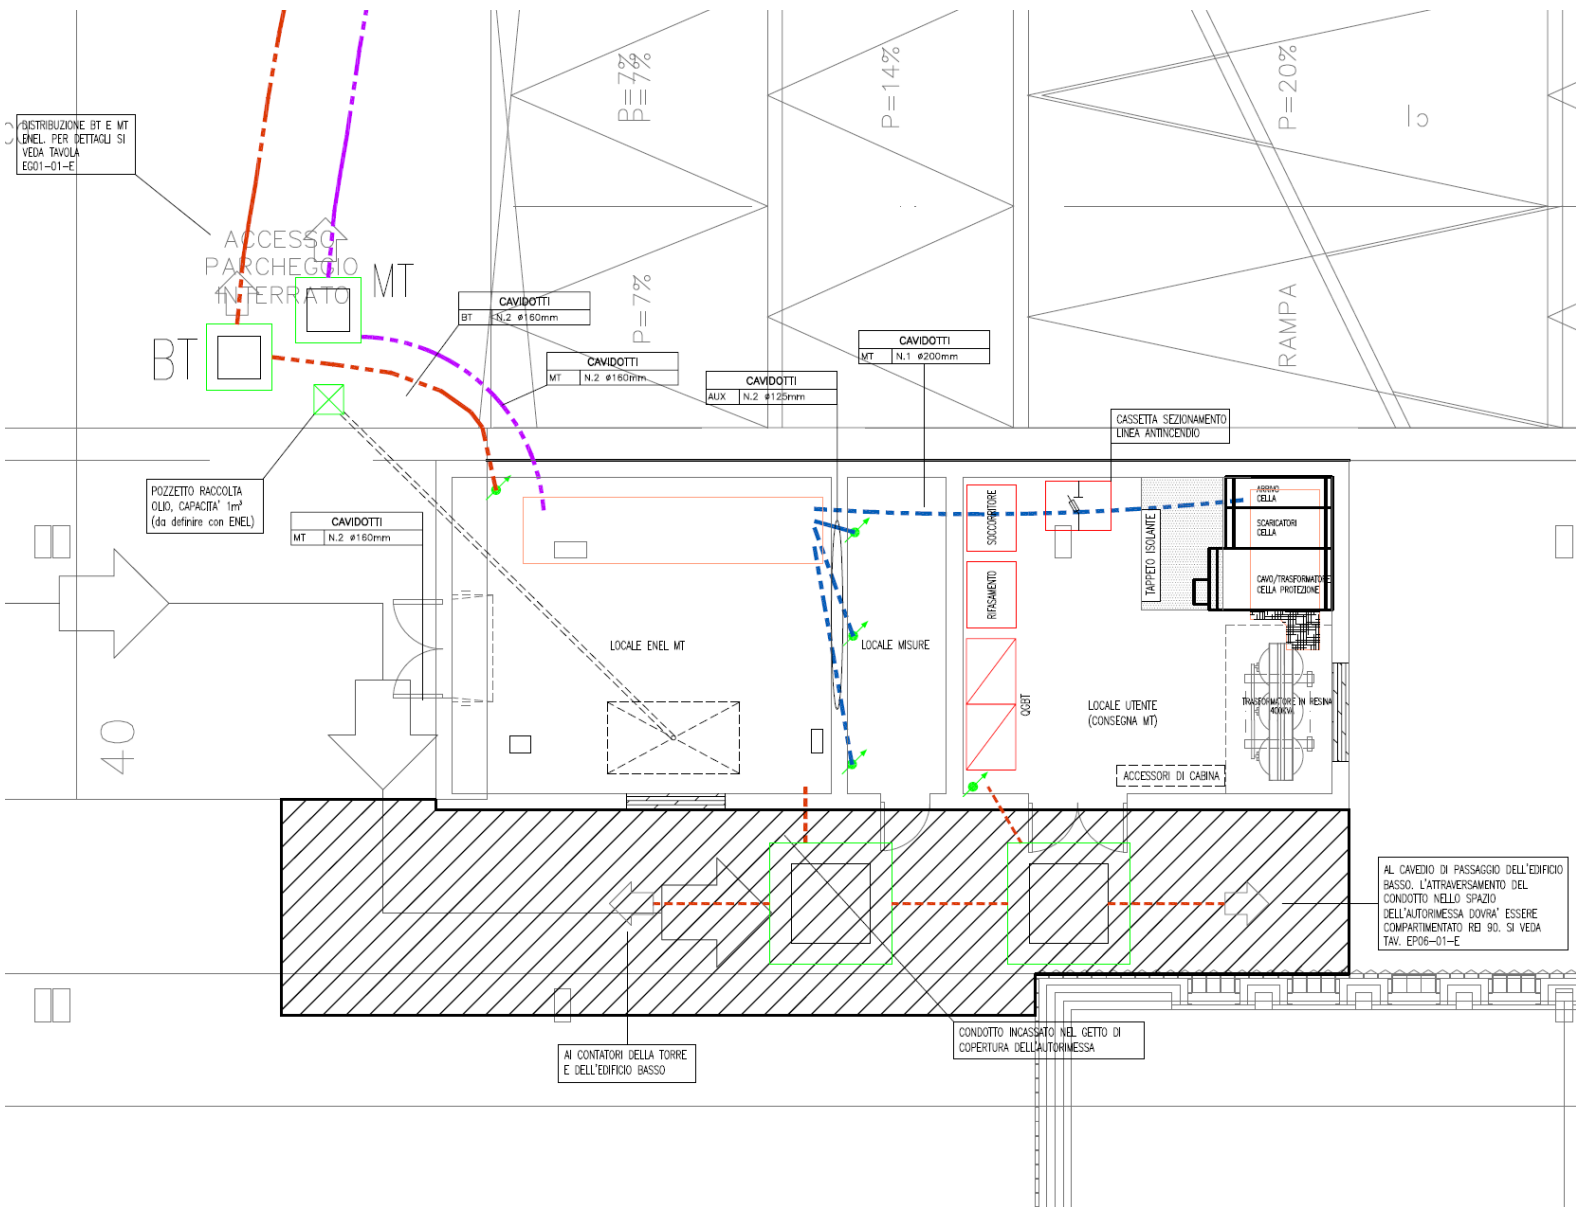 P=7%
P=7%
P=14%
P=20%
DISTRIBUZIONE BT E MT
ENEL. PER DETTAGLI SI
VEDA TAVOLA
EG01-01-E
ACCESSO
PARCHEGGIO
INTERRATO
MT
BT
P=7%
RAMPA
CAVIDOTTI
BT N.2 ø160mm
CAVIDOTTI
MT N.2 ø160mm
CAVIDOTTI
MT N.1 ø200mm
CAVIDOTTI
AUX N.2 ø125mm
CASSETTA SEZIONAMENTO
LINEA ANTINCENDIO
POZZETTO RACCOLTA
OLIO, CAPACITA' 1m³
(da definire con ENEL)
CAVIDOTTI
MT N.2 ø160mm
SOCCORRITORE
RIFASAMENTO
TAPPETO ISOLANTE
ARRIVO
CELLA
SCARICATORI
CELLA
CAVO/TRASFORMATORE
CELLA PROTEZIONE
LOCALE ENEL MT
LOCALE MISURE
QGBT
LOCALE UTENTE
(CONSEGNA MT)
TRASFORMATORE IN RESINA
400KVA
ACCESSORI DI CABINA
40
AL CAVEDIO DI PASSAGGIO DELL'EDIFICIO
BASSO. L'ATTRAVERSAMENTO DEL
CONDOTTO NELLO SPAZIO
DELL'AUTORIMESSA DOVRA' ESSERE
COMPARTIMENTATO REI 90. SI VEDA
TAV. EP06-01-E
CONDOTTO INCASSATO NEL GETTO DI
COPERTURA DELL'AUTORIMESSA
AI CONTATORI DELLA TORRE
E DELL'EDIFICIO BASSO